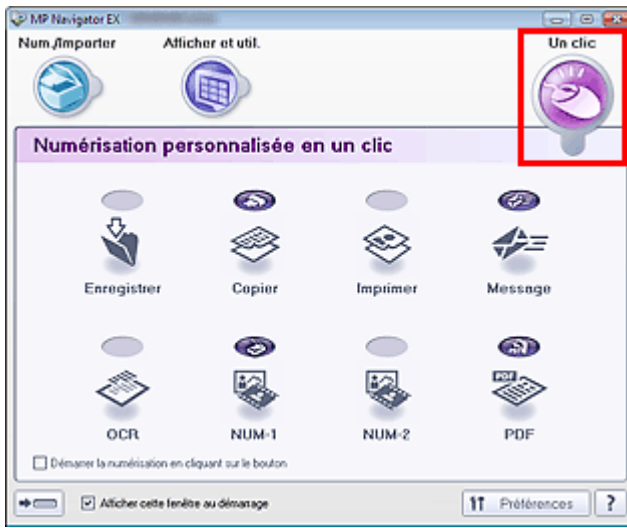 MP Navigator EX
Num./Importer Afficher et util. Un clic
Numérisation personnalisée en un clic
Enregistrer Copier Imprimer Message
PDF
OCR NUM-1 NUM-2 PDF
Démarrer la numérisation en cliquant sur le bouton
Afficher cette fenêtre au démarrage Préférences ?